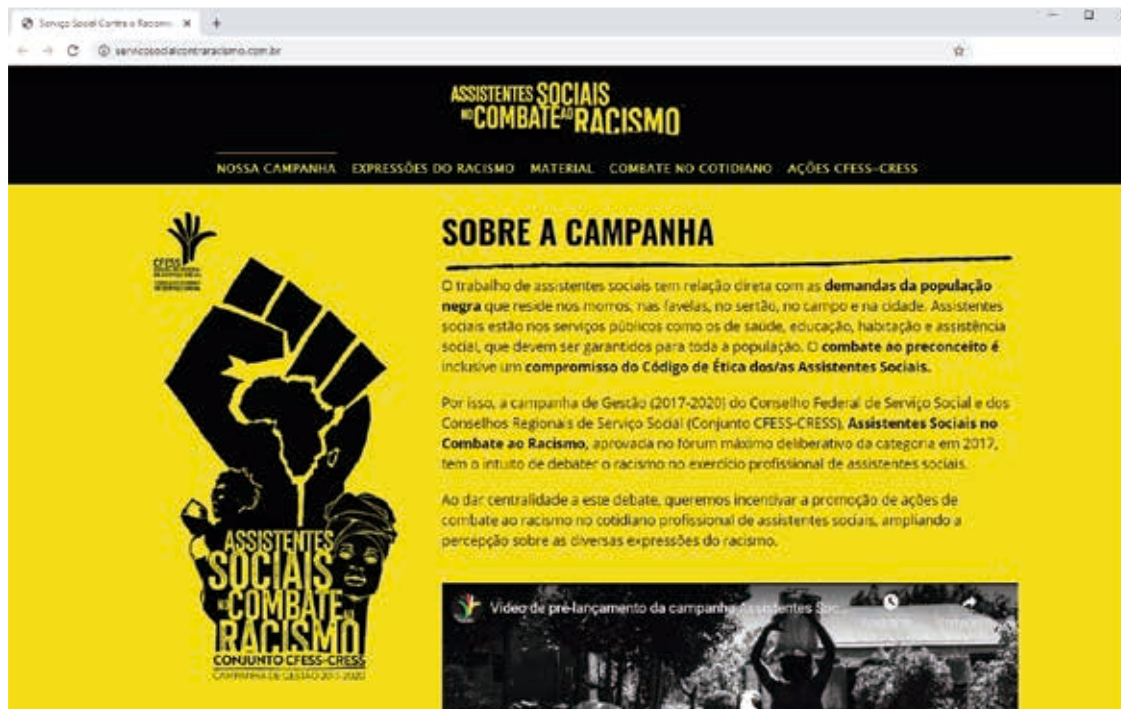 Serviço Social Contra o Racismo
servicosocialcontraracismo.com.br
ASSISTENTES SOCIAIS
NO COMBATE AO RACISMO
NOSSA CAMPANHA EXPRESSÕES DO RACISMO MATERIAL COMBATE NO COTIDIANO AÇÕES CFESS-CRESS
CFESS
SOBRE A CAMPANHA
O trabalho de assistentes sociais tem relação direta com as demandas da população
negra que reside nos morros, nas favelas, no sertão, no campo e na cidade. Assistentes
sociais estão nos serviços públicos como os de saúde, educação, habitação e assistência
social, que devem ser garantidos para toda a população. O combate ao preconceito é
inclusive um compromisso do Código de Ética dos/as Assistentes Sociais.
Por isso, a campanha de Gestão (2017-2020) do Conselho Federal de Serviço Social e dos
Conselhos Regionais de Serviço Social (Conjunto CFESS-CRESS), Assistentes Sociais no
Combate ao Racismo, aprovada no fórum máximo deliberativo da categoria em 2017,
tem o intuito de debater o racismo no exercício profissional de assistentes sociais.
Ao dar centralidade a este debate, queremos incentivar a promoção de ações de
combate ao racismo no cotidiano profissional de assistentes sociais, ampliando a
percepção sobre as diversas expressões do racismo.
ASSISTENTES
SOCIAIS
NO COMBATE AO
RACISMO
CONJUNTO CFESS-CRESS
CAMPANHA DE GESTÃO 2017-2020
Vídeo de pré-lançamento da campanha Assistentes Soc...